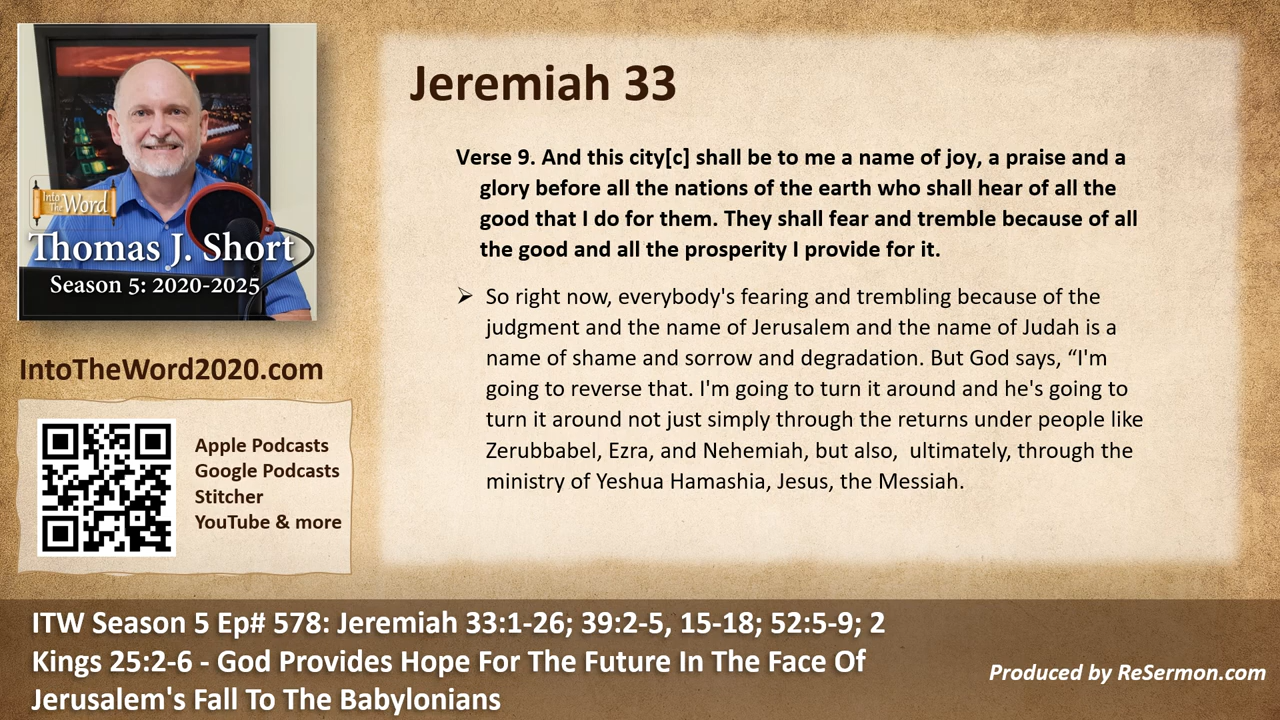 Into
The Word
Thomas J. Short
Season 5: 2020-2025
IntoTheWord2020.com
Apple Podcasts
Google Podcasts
Stitcher
YouTube & more
Jeremiah 33
Verse 9. And this city[c] shall be to me a name of joy, a praise and a
glory before all the nations of the earth who shall hear of all the
good that I do for them. They shall fear and tremble because of all
the good and all the prosperity I provide for it.
➢ So right now, everybody's fearing and trembling because of the
judgment and the name of Jerusalem and the name of Judah is a
name of shame and sorrow and degradation. But God says, “I'm
going to reverse that. I'm going to turn it around and he's going to
turn it around not just simply through the returns under people like
Zerubbabel, Ezra, and Nehemiah, but also,  ultimately, through the
ministry of Yeshua Hamashia, Jesus, the Messiah.
ITW Season 5 Ep# 578: Jeremiah 33:1-26; 39:2-5, 15-18; 52:5-9; 2
Kings 25:2-6 - God Provides Hope For The Future In The Face Of
Jerusalem's Fall To The Babylonians
Produced by ReSermon.com